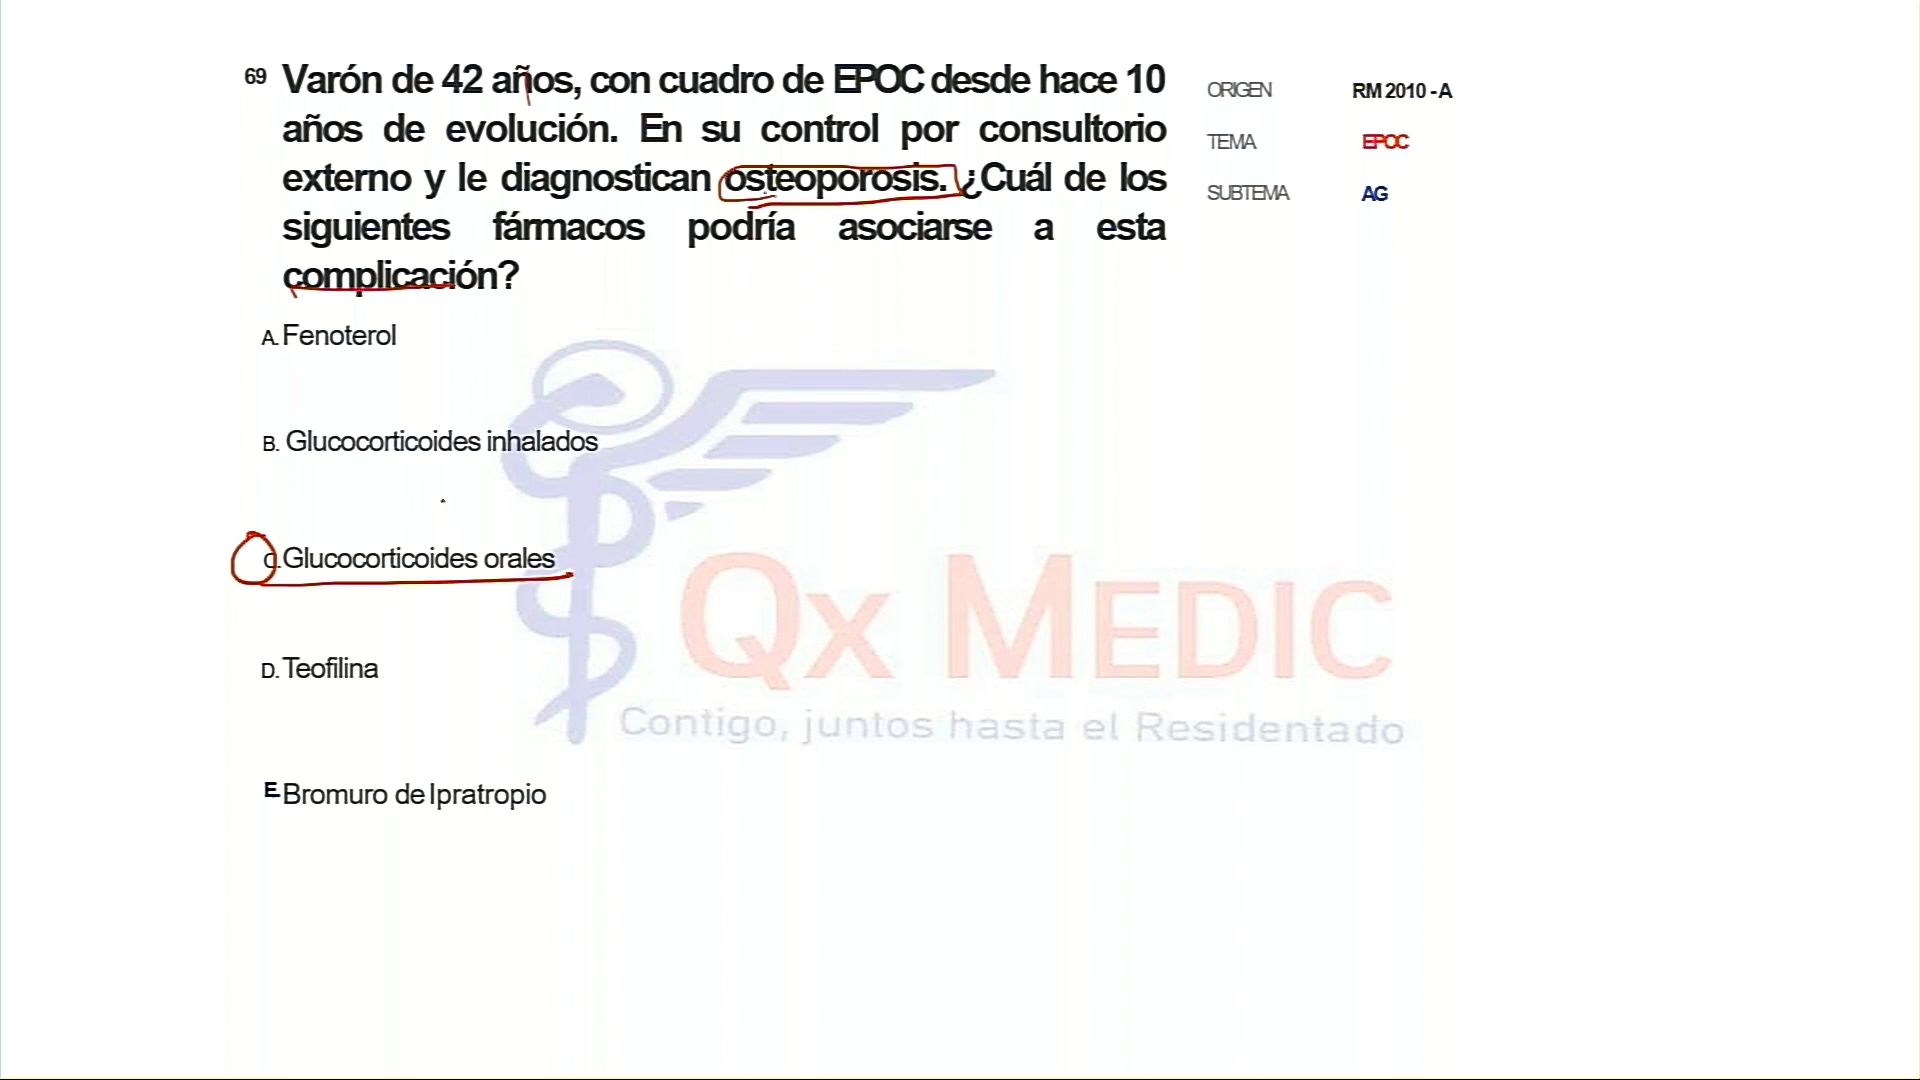 69 Varón de 42 años, con cuadro de EPOC desde hace 10
años de evolución. En su control por consultorio
externo y le diagnostican osteoporosis. ¿Cuál de los
siguientes fármacos podría asociarse a esta
complicación?
ORIGEN RM 2010 - A
TEMA EPOC
SUBTEMA AG
A. Fenoterol
B. Glucocorticoides inhalados
C. Glucocorticoides orales
D. Teofilina
E. Bromuro de Ipratropio
Qx MEDIC
Contigo, juntos hasta el Residentado